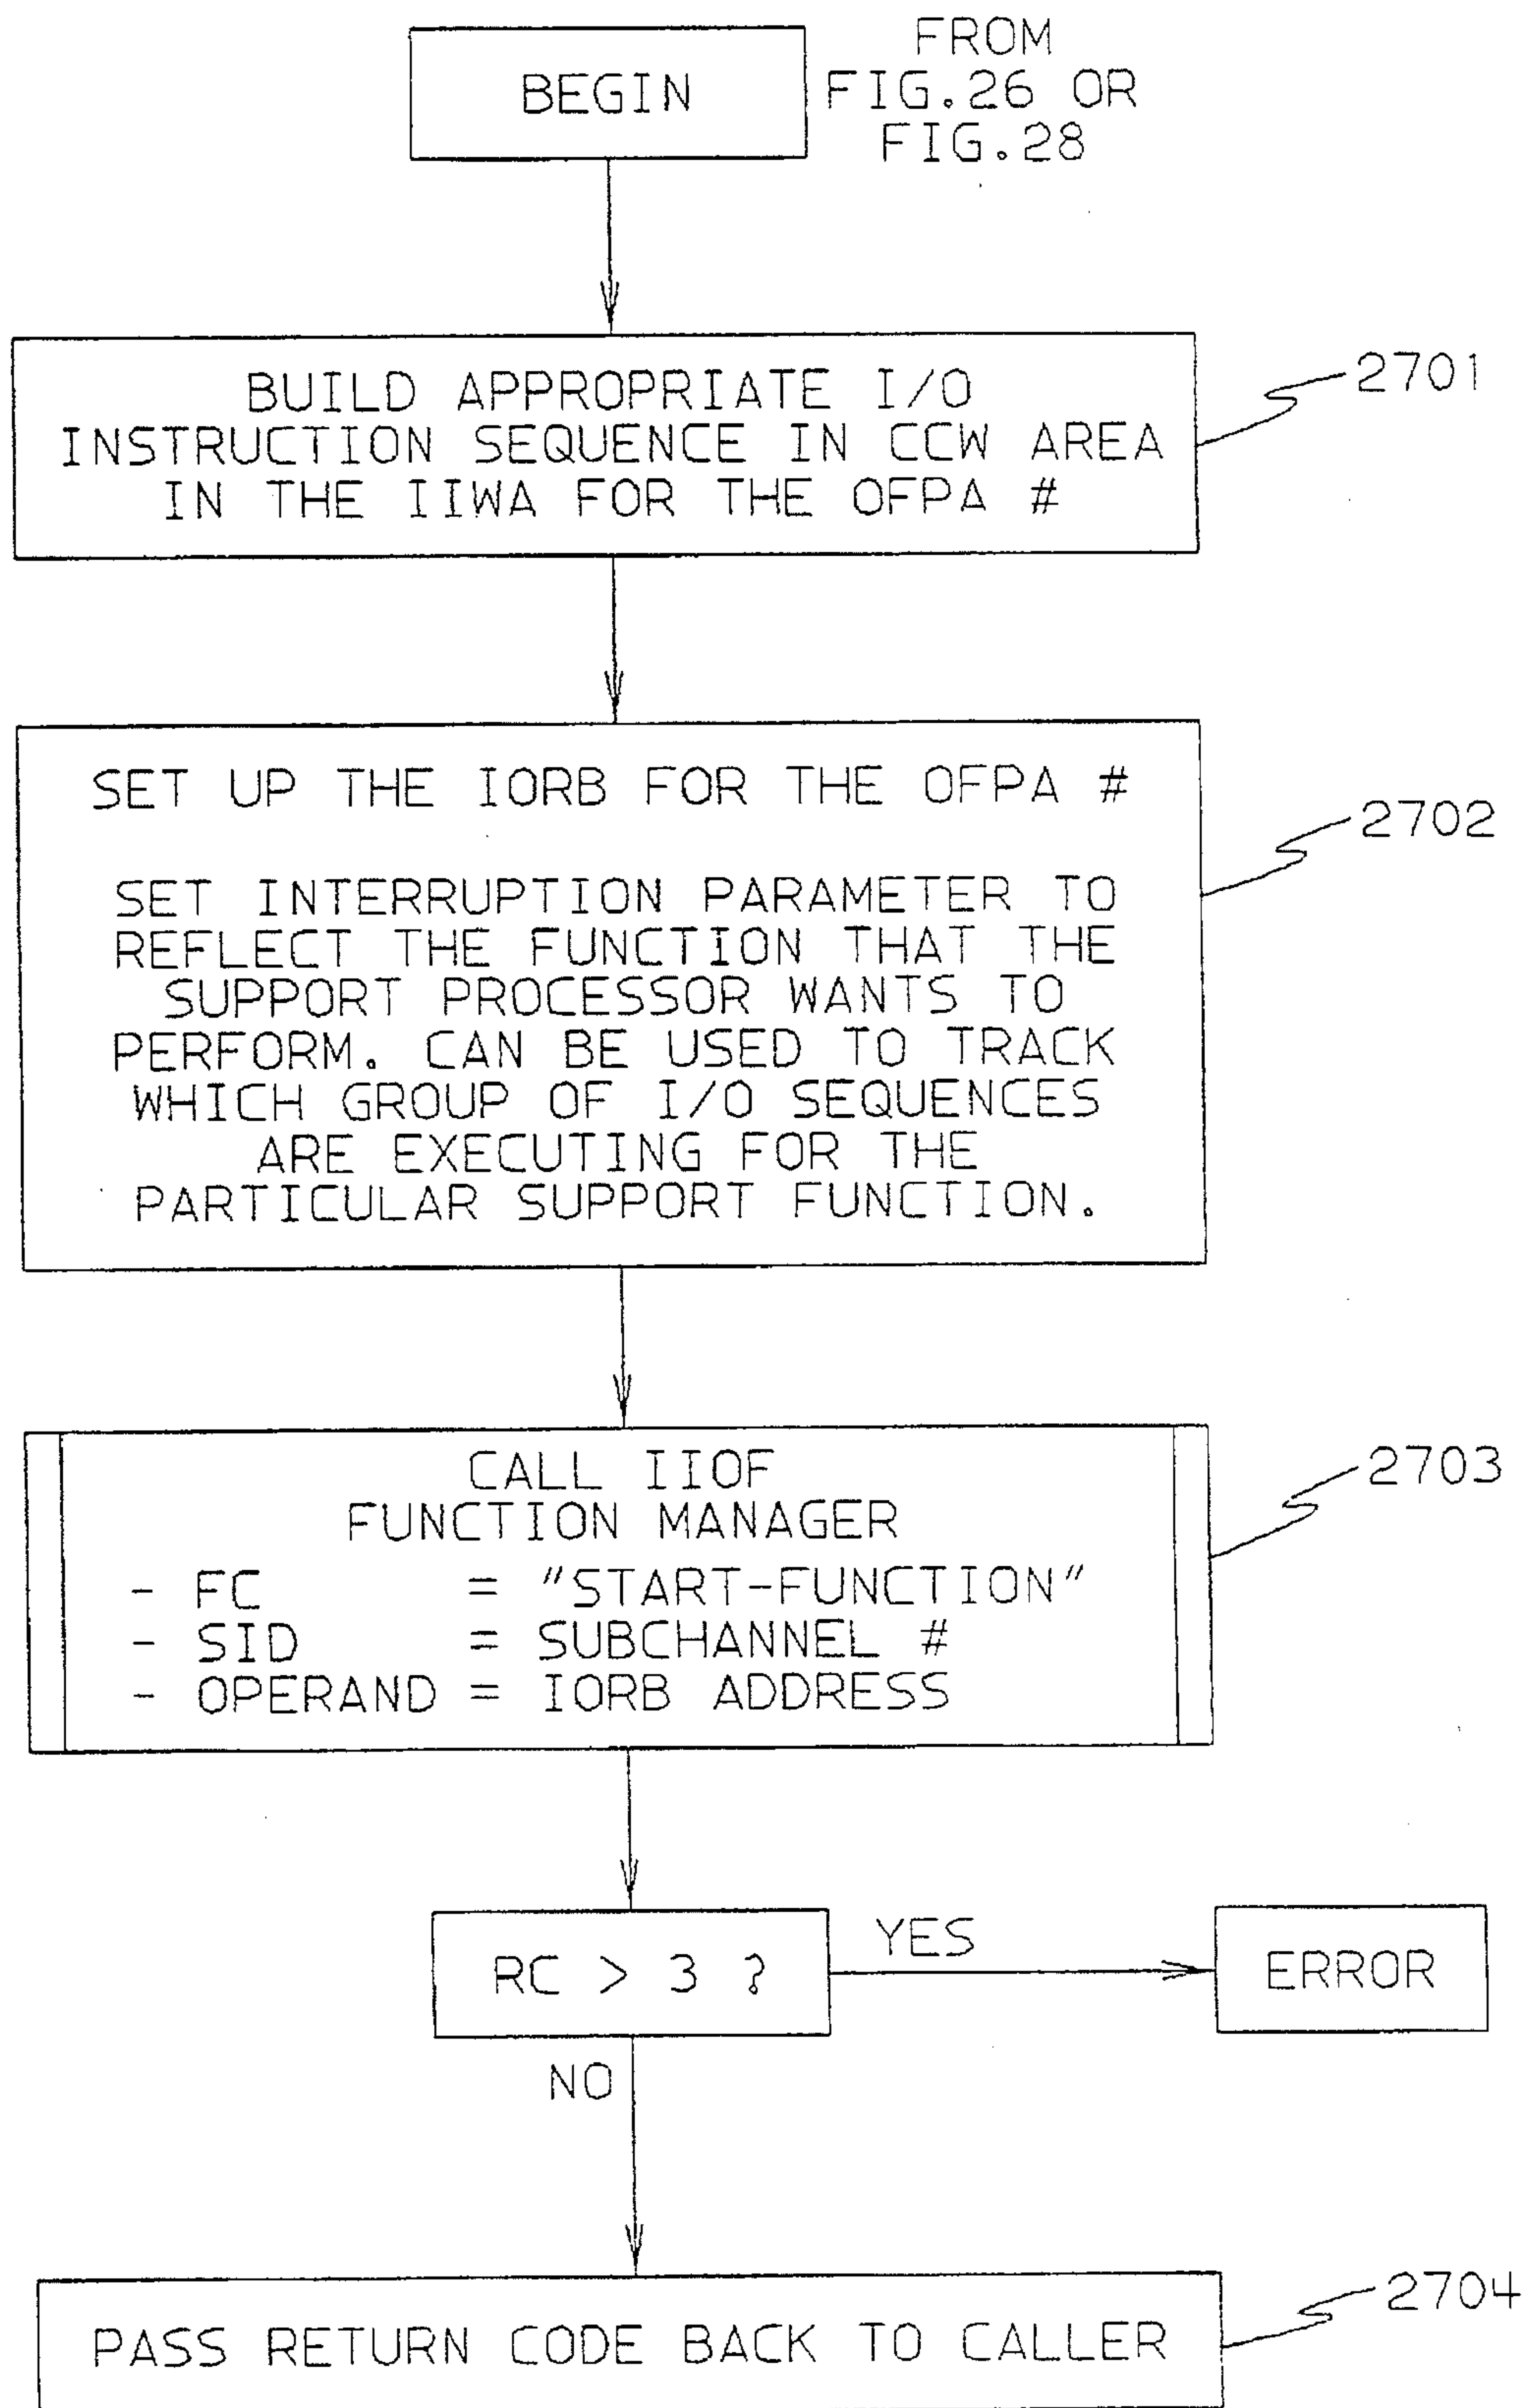 BEGIN
FROM
FIG.26 OR
FIG.28
BUILD APPROPRIATE I/O
INSTRUCTION SEQUENCE IN CCW AREA
IN THE IIWA FOR THE OFPA #
2701
SET UP THE IORB FOR THE OFPA #
SET INTERRUPTION PARAMETER TO
REFLECT THE FUNCTION THAT THE
SUPPORT PROCESSOR WANTS TO
PERFORM. CAN BE USED TO TRACK
WHICH GROUP OF I/O SEQUENCES
ARE EXECUTING FOR THE
PARTICULAR SUPPORT FUNCTION.
2702
CALL IIOF
FUNCTION MANAGER
- FC = "START-FUNCTION"
- SID = SUBCHANNEL #
- OPERAND = IORB ADDRESS
2703
RC > 3 ?
YES
ERROR
NO
PASS RETURN CODE BACK TO CALLER
2704